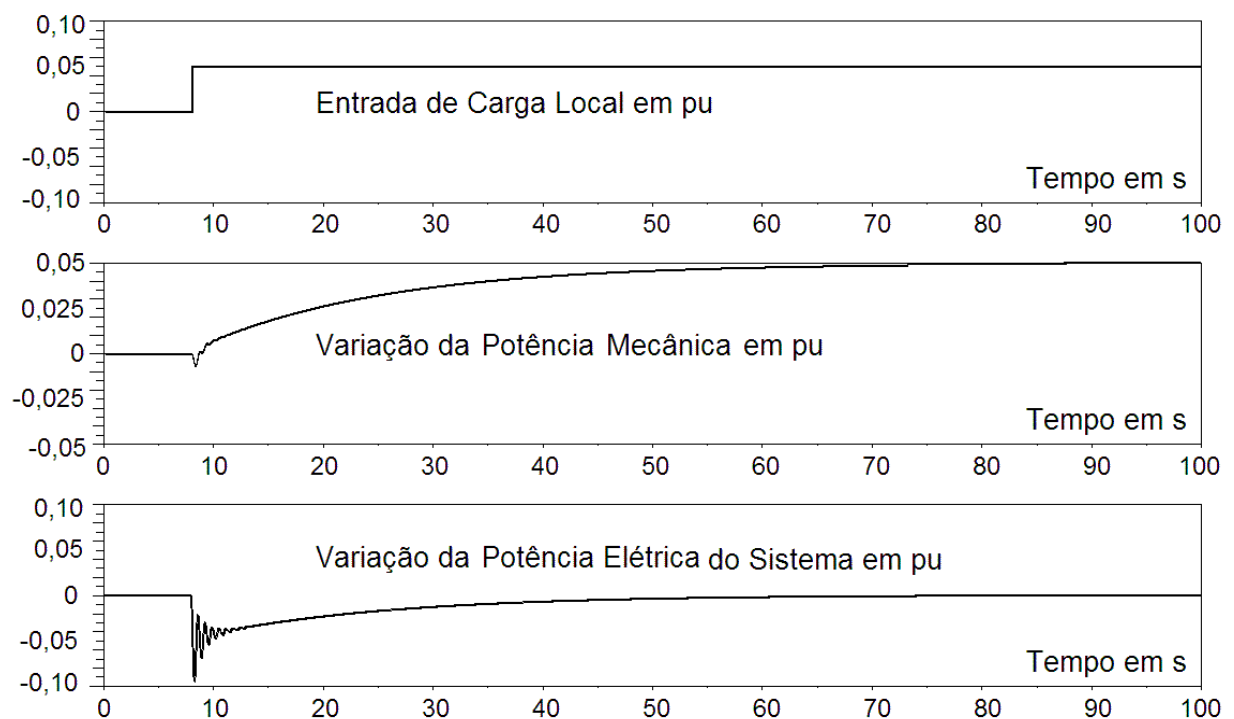 0,10
0,05
0
-0,05
-0,10
Entrada de Carga Local em pu
Tempo em s
0 10 20 30 40 50 60 70 80 90 100
0,05
0,025
0
-0,025
-0,05
Variação da Potência Mecânica em pu
Tempo em s
0 10 20 30 40 50 60 70 80 90 100
0,10
0,05
0
-0,05
-0,10
Variação da Potência Elétrica do Sistema em pu
Tempo em s
0 10 20 30 40 50 60 70 80 90 100